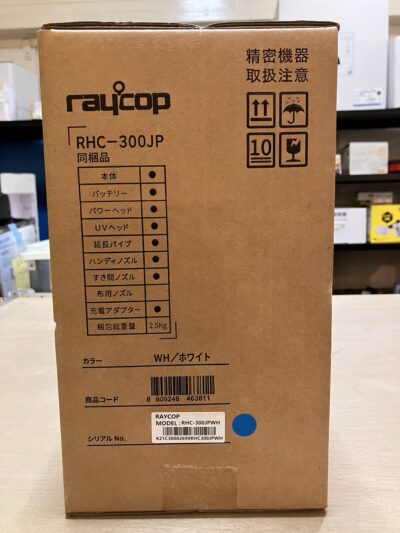 精密機器
取扱注意
raycop
10
RHC-300JP
同梱品
本体 ●
バッテリー ●
パワーヘッド ●
UVヘッド ●
延長パイプ ●
ハンディノズル ●
すき間ノズル ●
布用ノズル
充電アダプター ●
梱包総重量 2.5Kg
カラー WH/ホワイト
商品コード 8 809248 463811
RAYCOP
MODEL : RHC-300JPWH
シリアル No. K21C30002699RHC300JPWH